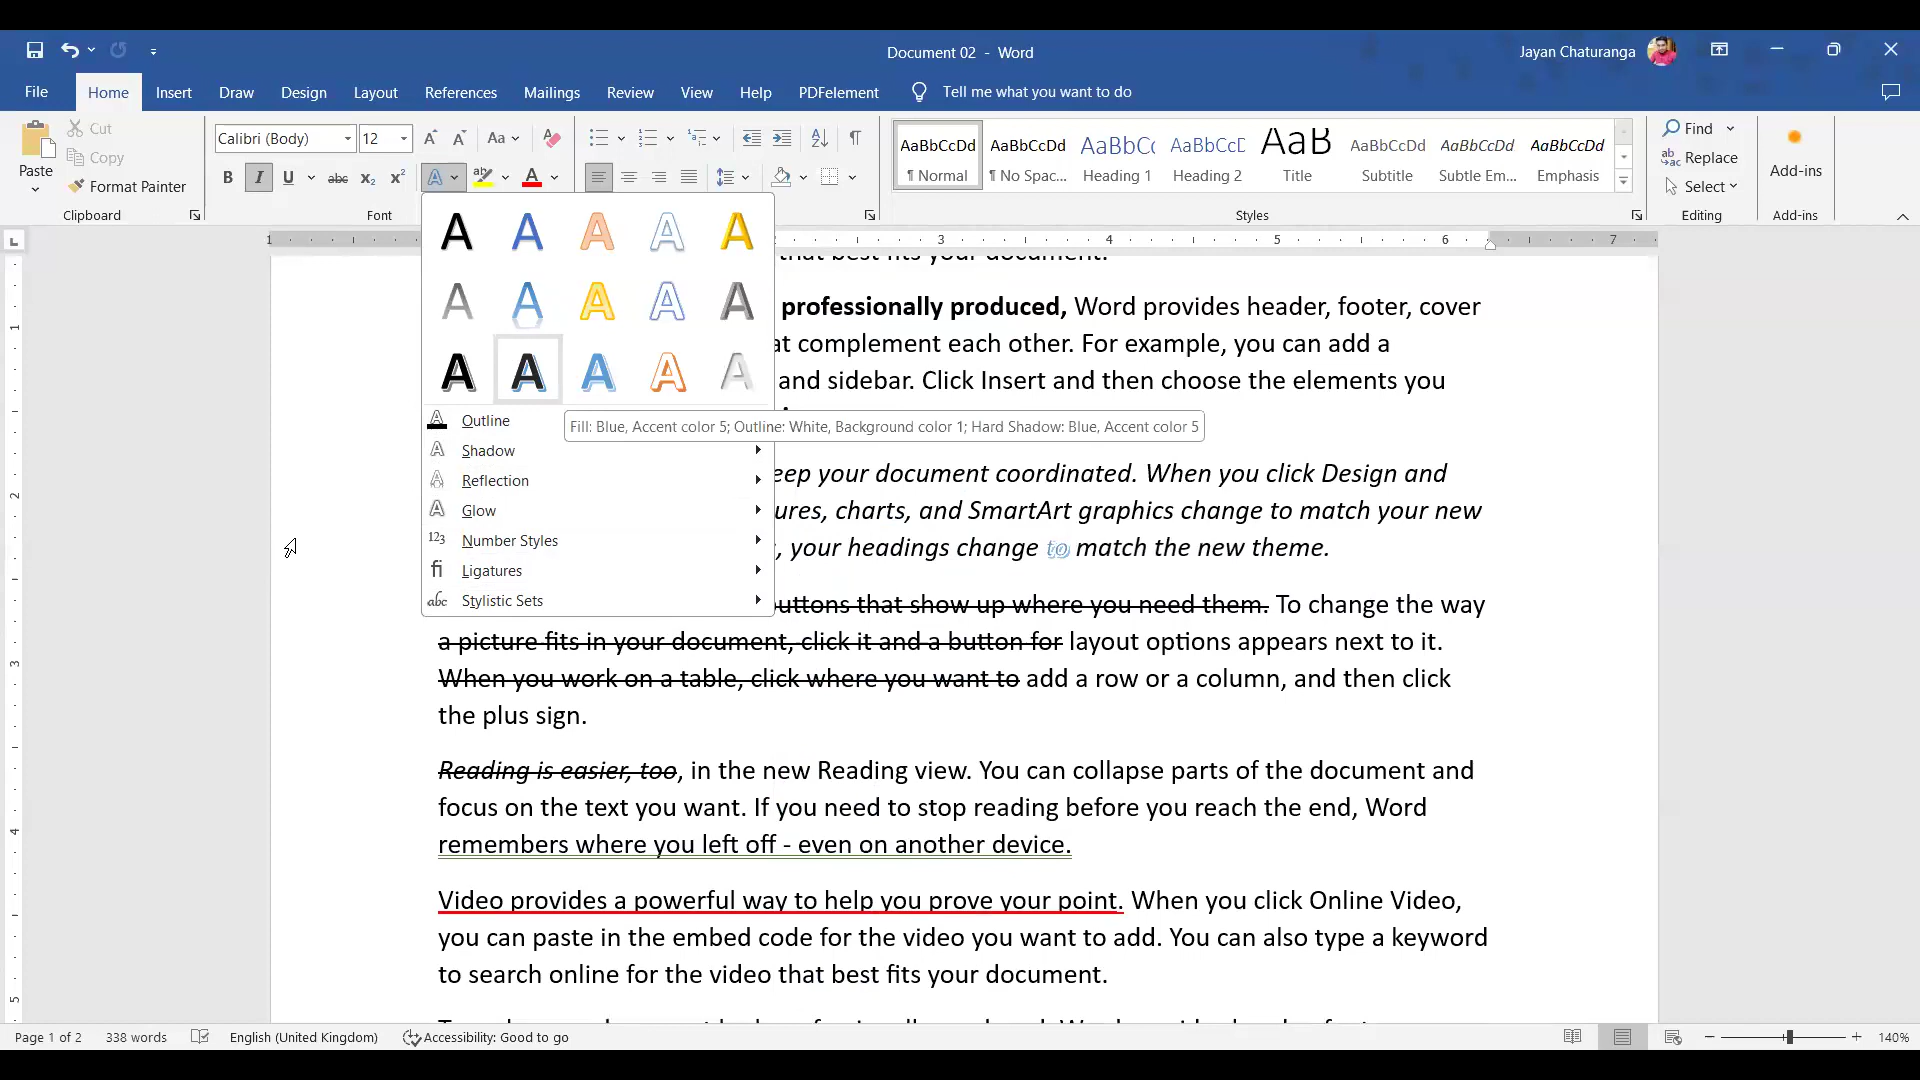 Document 02 - Word
Jayan Chaturanga
File Home Insert Draw Design Layout References Mailings Review View Help PDFelement Tell me what you want to do
Paste
Cut
Copy
Format Painter
Clipboard
Calibri (Body) 12
Font
AaBbCcDd AaBbCcDd AaBbC AaBbCcD AaB AaBbCcDd AaBbCcDd AaBbCcDd
¶ Normal ¶ No Spac... Heading 1 Heading 2 Title Subtitle Subtle Em... Emphasis
Styles
Find
Replace
Select
Editing
Add-ins
Add-ins
A A A A A
A A A A A
A A A A A
Outline
Shadow
Reflection
Glow
Number Styles
Ligatures
Stylistic Sets
Fill: Blue, Accent color 5; Outline: White, Background color 1; Hard Shadow: Blue, Accent color 5
1 2 3 4 5 6 7
that best fits your document.
professionally produced, Word provides header, footer, cover
at complement each other. For example, you can add a
and sidebar. Click Insert and then choose the elements you
eep your document coordinated. When you click Design and
ures, charts, and SmartArt graphics change to match your new
, your headings change to match the new theme.
uttons that show up where you need them. To change the way
a picture fits in your document, click it and a button for layout options appears next to it.
When you work on a table, click where you want to add a row or a column, and then click
the plus sign.
Reading is easier, too, in the new Reading view. You can collapse parts of the document and
focus on the text you want. If you need to stop reading before you reach the end, Word
remembers where you left off - even on another device.
Video provides a powerful way to help you prove your point. When you click Online Video,
you can paste in the embed code for the video you want to add. You can also type a keyword
to search online for the video that best fits your document.
Page 1 of 2 338 words English (United Kingdom) Accessibility: Good to go 140%